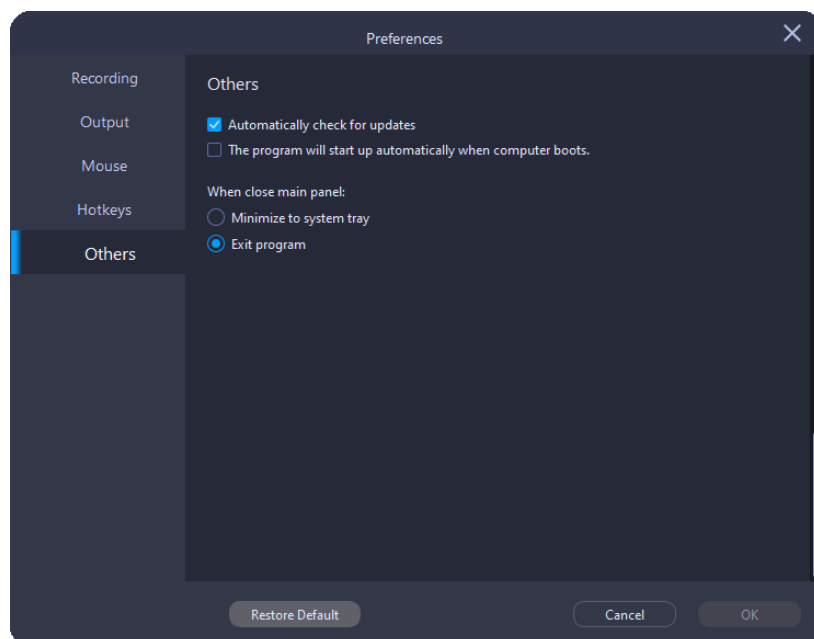 Preferences
Recording
Output
Mouse
Hotkeys
Others
Others
Automatically check for updates
The program will start up automatically when computer boots.
When close main panel:
Minimize to system tray
Exit program
Restore Default
Cancel
OK